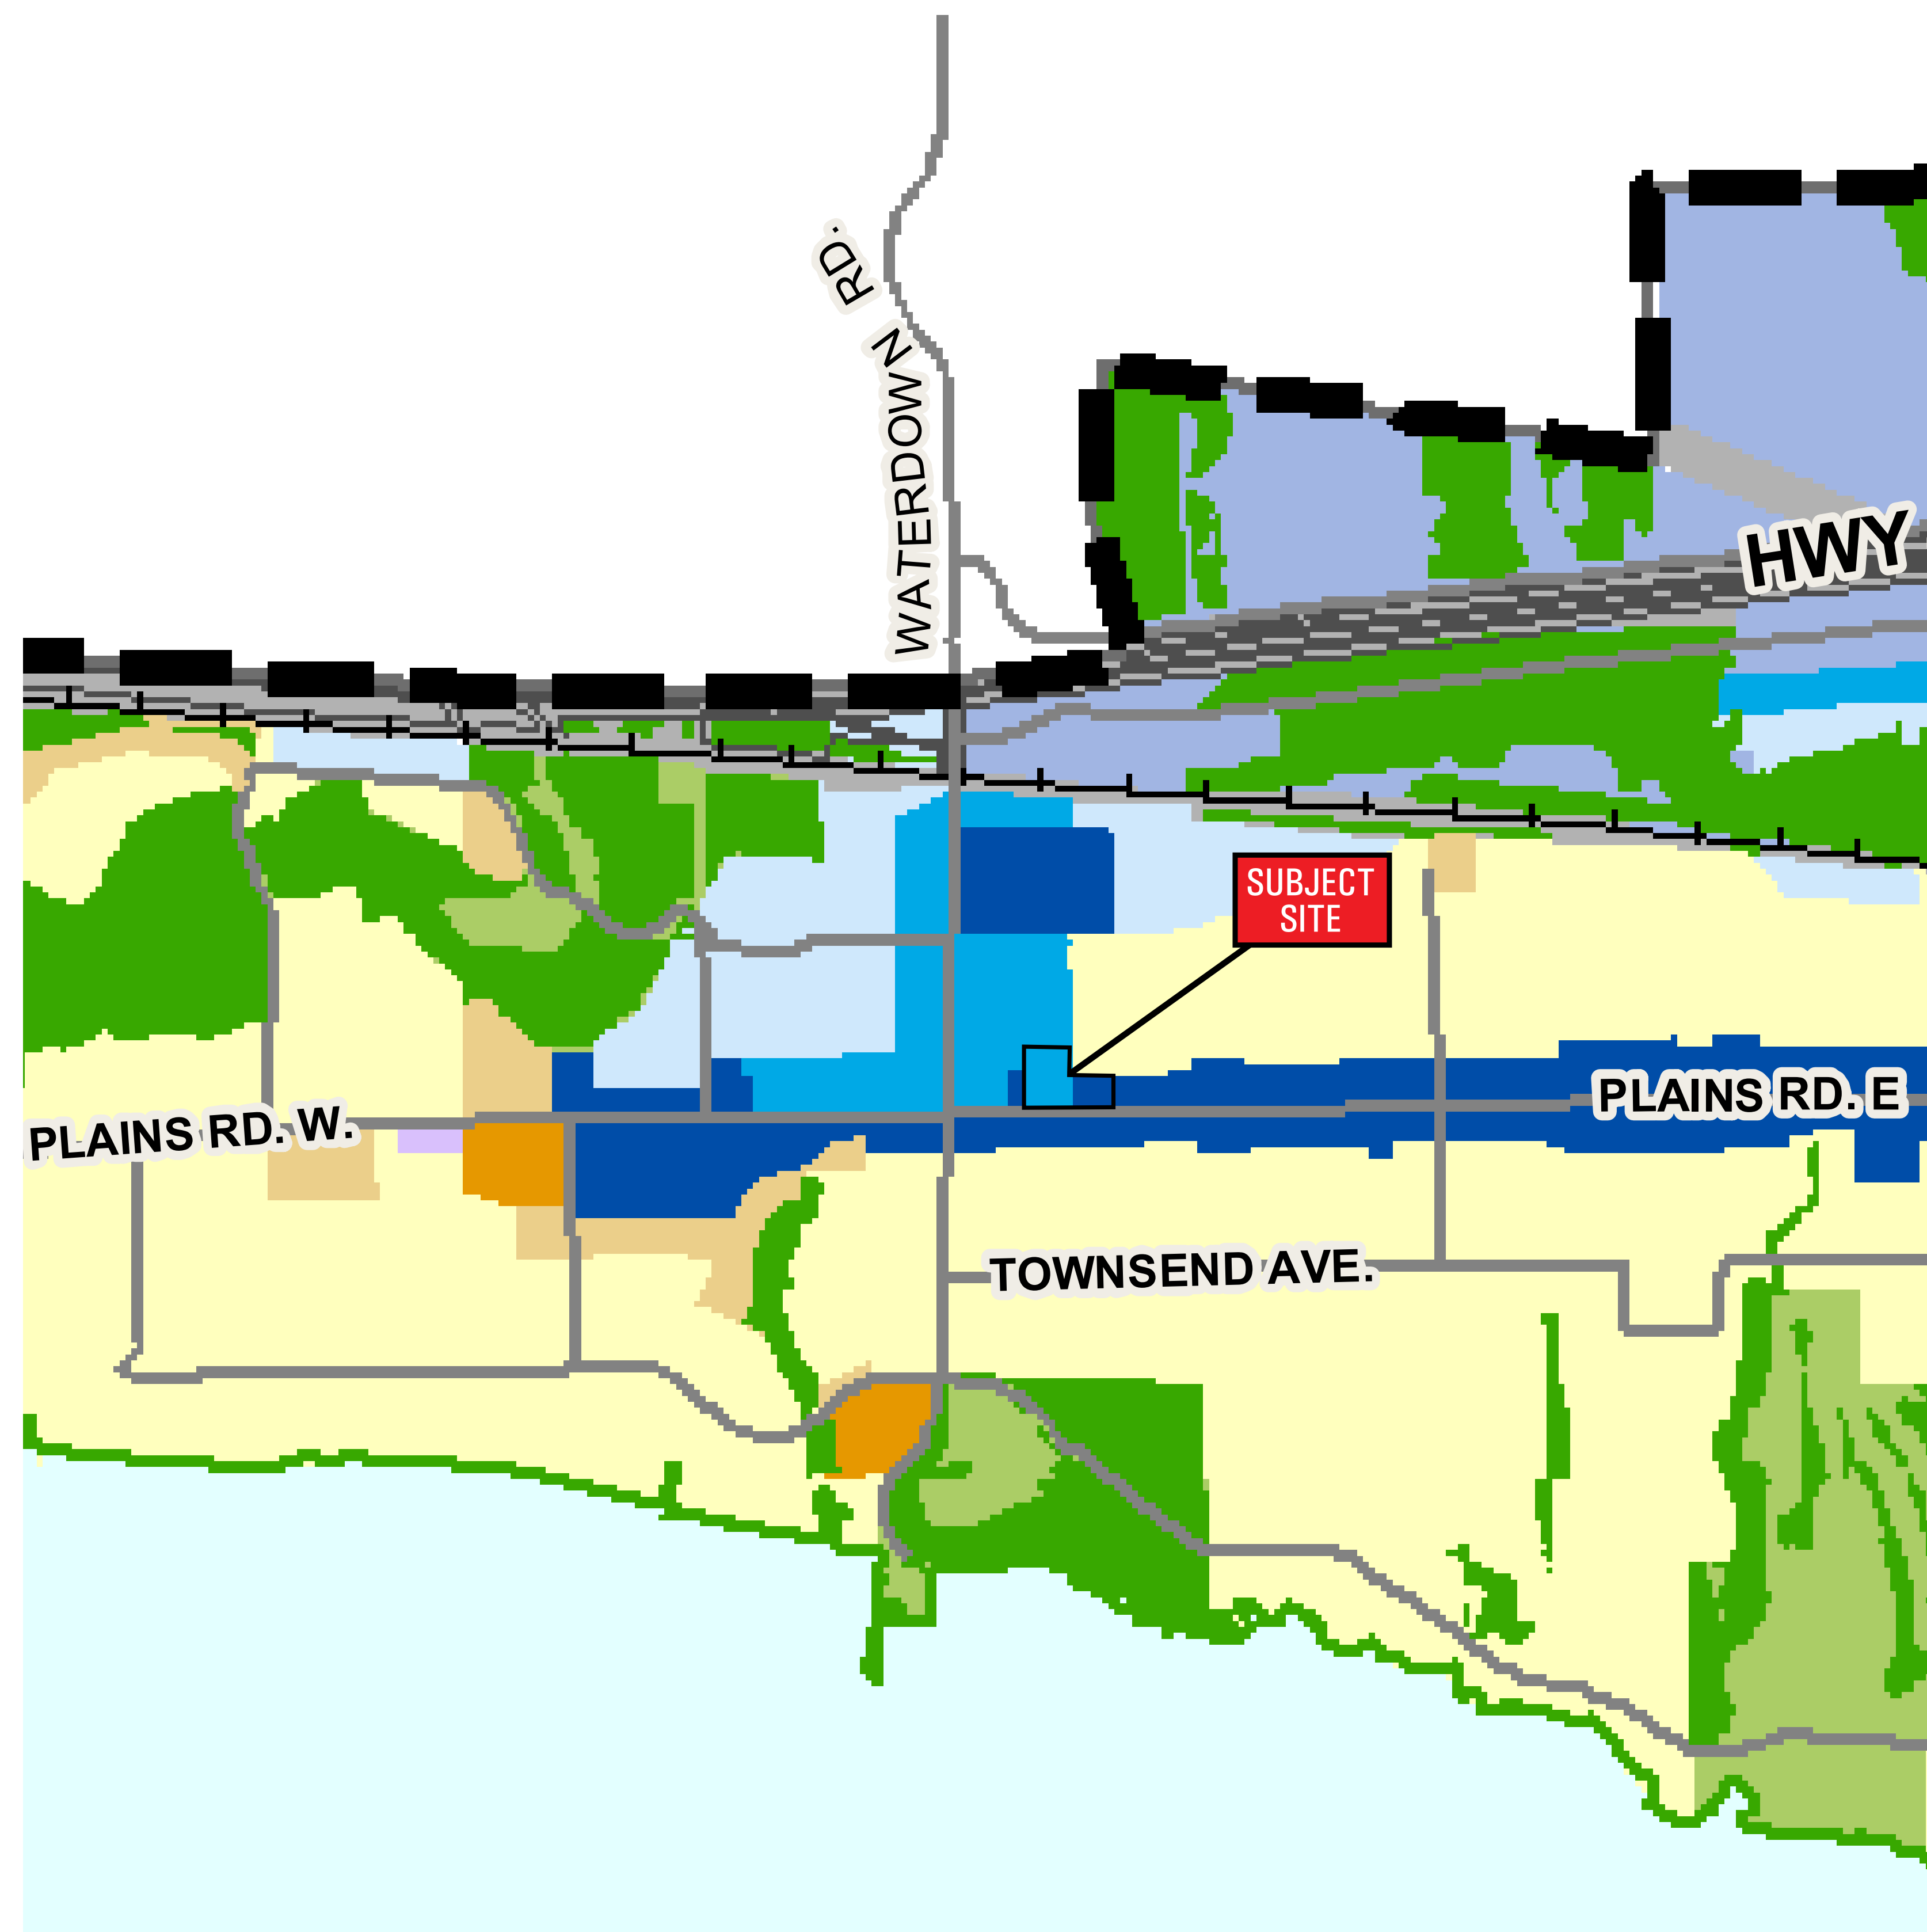 WATERDOWN RD.
HWY
SUBJECT
SITE
PLAINS RD. W.
PLAINS RD. E
TOWNSEND AVE.